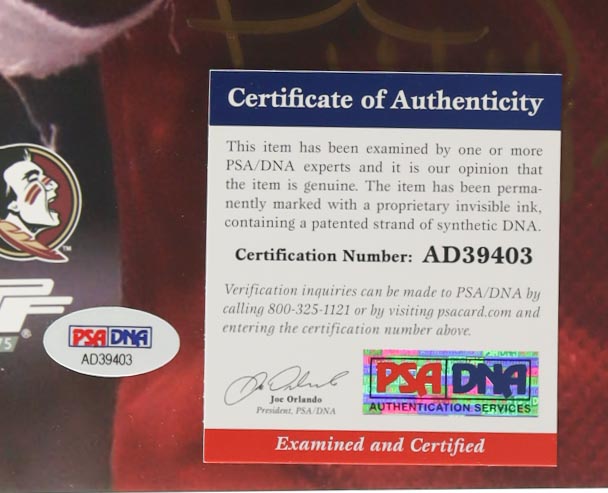 Certificate of Authenticity
This item has been examined by one or more
PSA/DNA experts and it is our opinion that
the item is genuine. The item has been perma-
nently marked with a proprietary invisible ink,
containing a patented strand of synthetic DNA.
Certification Number: AD39403
Verification inquiries can be made to PSA/DNA by
calling 800-325-1121 or by visiting psacard.com and
entering the certification number above.
Joe Orlando
President, PSA/DNA
PSA DNA
AUTHENTICATION SERVICES
Examined and Certified
PSA DNA
AD39403